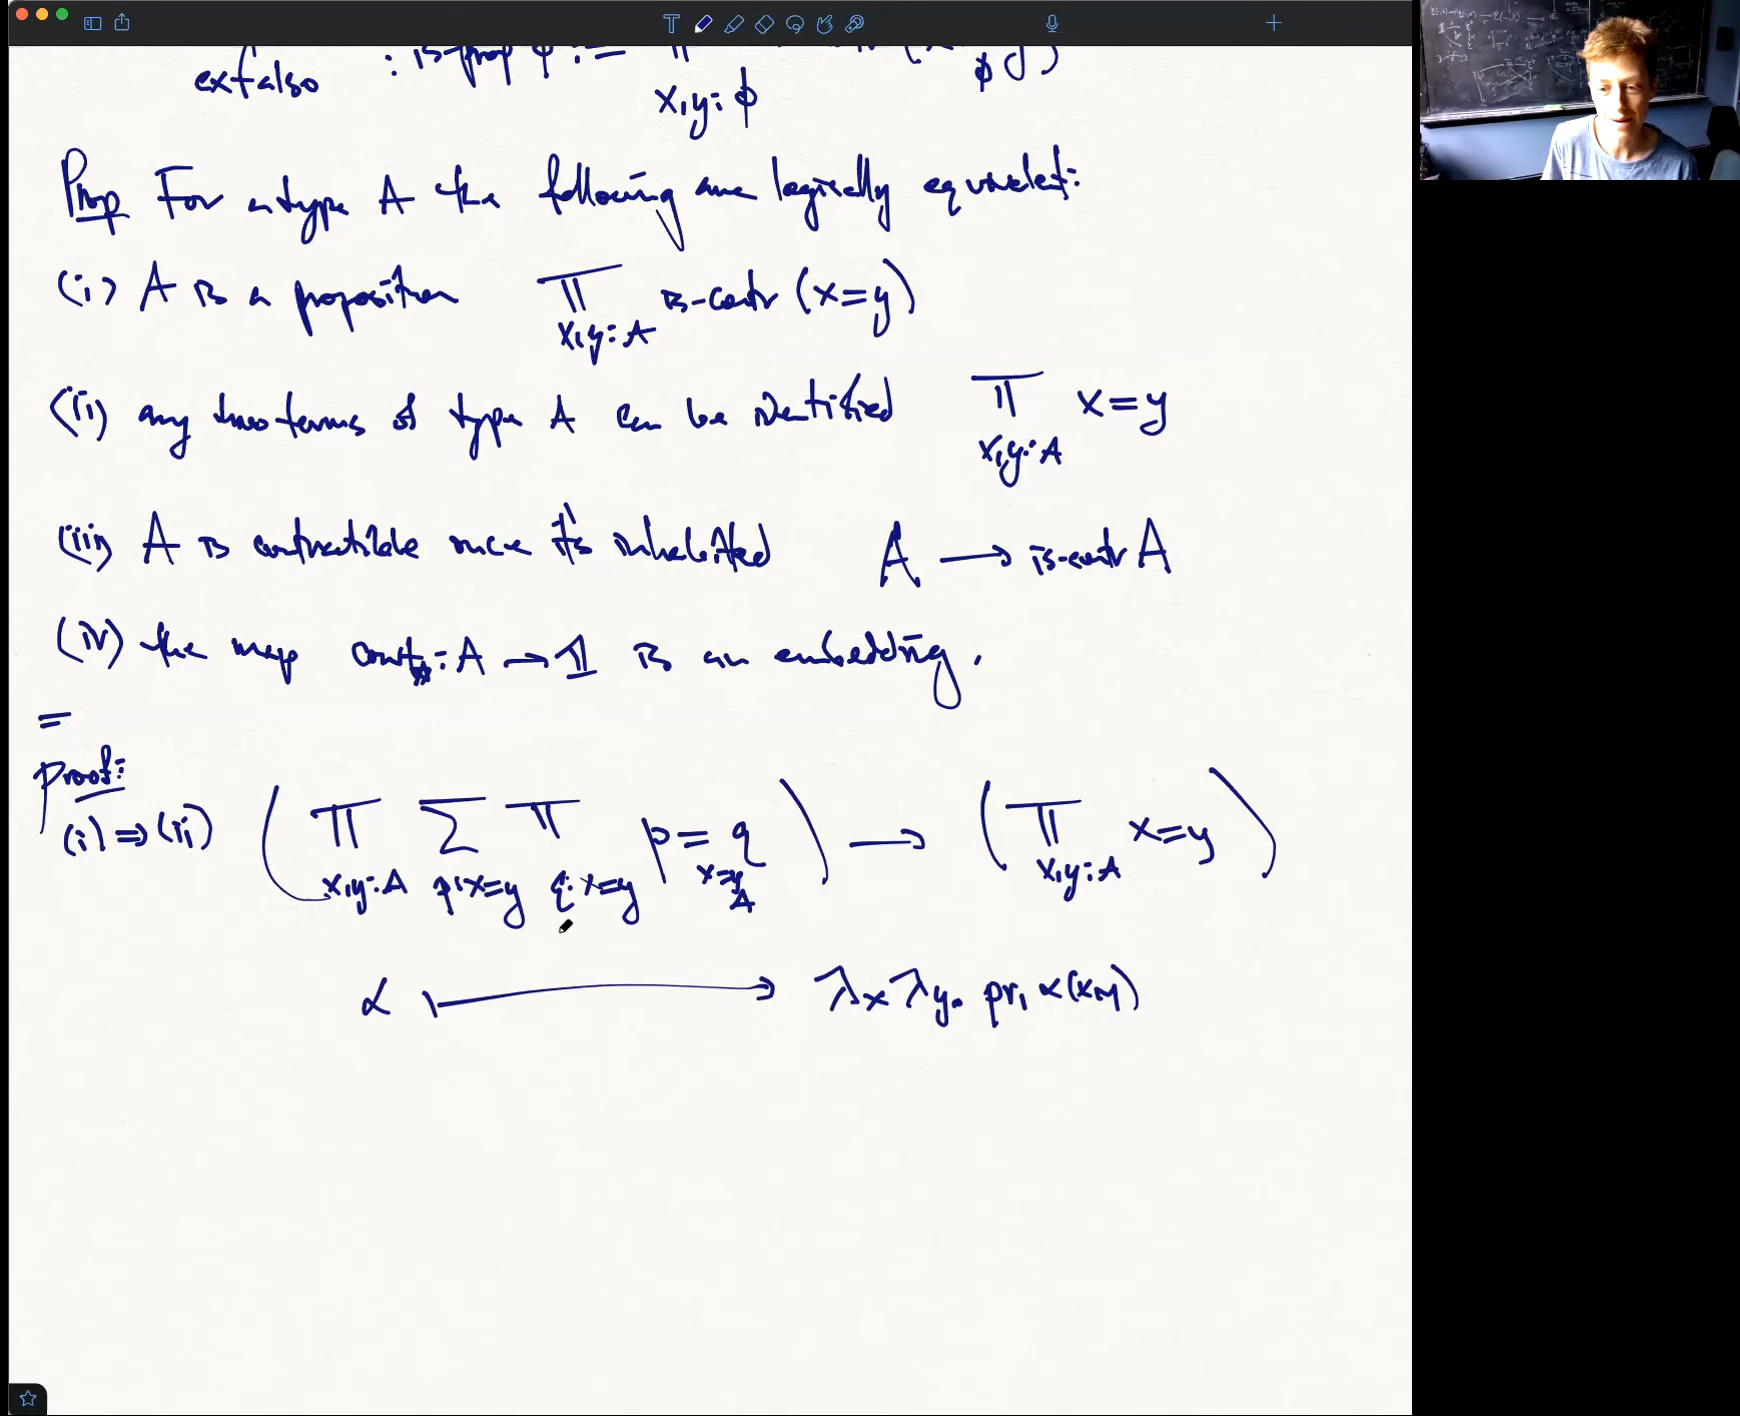 exfalso : is-prop ϕ :=
x,y:ϕ ϕ
Prop For a type A the following are logically equivalent:
(i) A is a proposition Π x,y:A is-contr (x=y)
(ii) any two terms of type A can be identified Π x,y:A x=y
(iii) A is contractible once it's inhabited A → is-contr A
(iv) the map const⋆: A → 𝟙 is an embedding.
=
Proof:
(i) ⇒ (ii) ( Π x,y:A Σ p:x=y Π q:x=y p = q x=y A ) → ( Π x,y:A x=y )
α ↦ λx λy. pr₁ α(x,y)